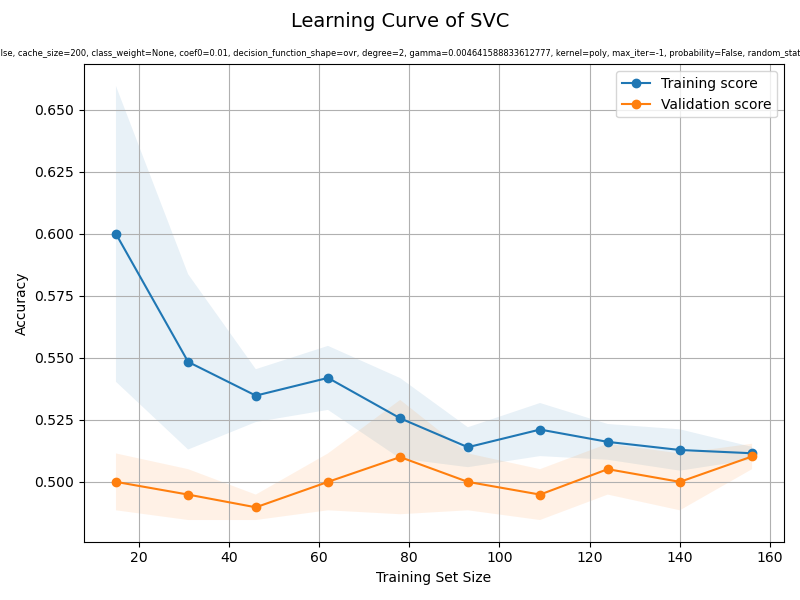 Learning Curve of SVC
lse, cache_size=200, class_weight=None, coef0=0.01, decision_function_shape=ovr, degree=2, gamma=0.004641588833612777, kernel=poly, max_iter=-1, probability=False, random_stat
Training score
Validation score
0.650
0.625
0.600
0.575
0.550
0.525
0.500
Accuracy
20 40 60 80 100 120 140 160
Training Set Size